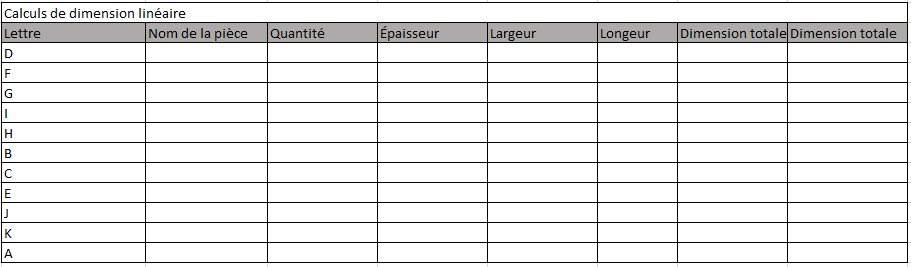 Calculs de dimension linéaire
Lettre Nom de la pièce Quantité Épaisseur Largeur Longeur Dimension totale Dimension totale
D
F
G
I
H
B
C
E
J
K
A